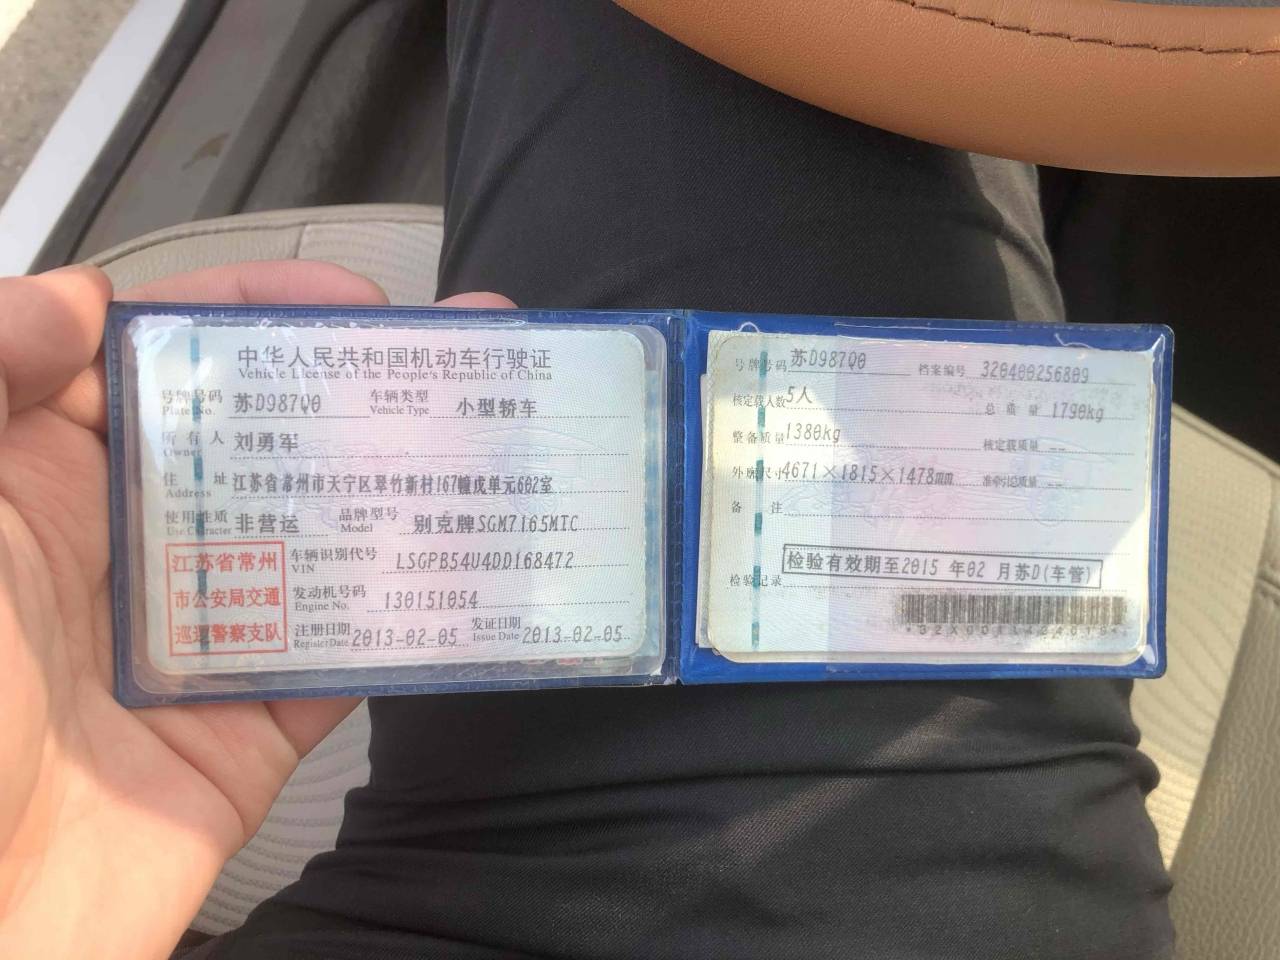 中华人民共和国机动车行驶证
Vehicle License of the People's Republic of China
号牌号码 苏D987Q0 车辆类型 小型轿车
Plate No. Vehicle Type
所有人 刘勇军
Owner
住址 江苏省常州市天宁区翠竹新村167幢戊单元602室
Address
使用性质 非营运 品牌型号 别克牌SGM7165MTC
Use Character Model
江苏省常州
市公安局交通
巡逻警察支队
车辆识别代号 LSGPB54U4DD168472
VIN
发动机号码 130151054
Engine No.
注册日期 2013-02-05 发证日期 2013-02-05
Register Date Issue Date
号牌号码 苏D987Q0 档案编号 320400256809
核定载人数 5人 总质量 1790kg
整备质量 1380kg 核定载质量 --
外廓尺寸 4671×1815×1478mm 准牵引总质量 --
备注
检验记录 检验有效期至2015年02月苏D(车管)